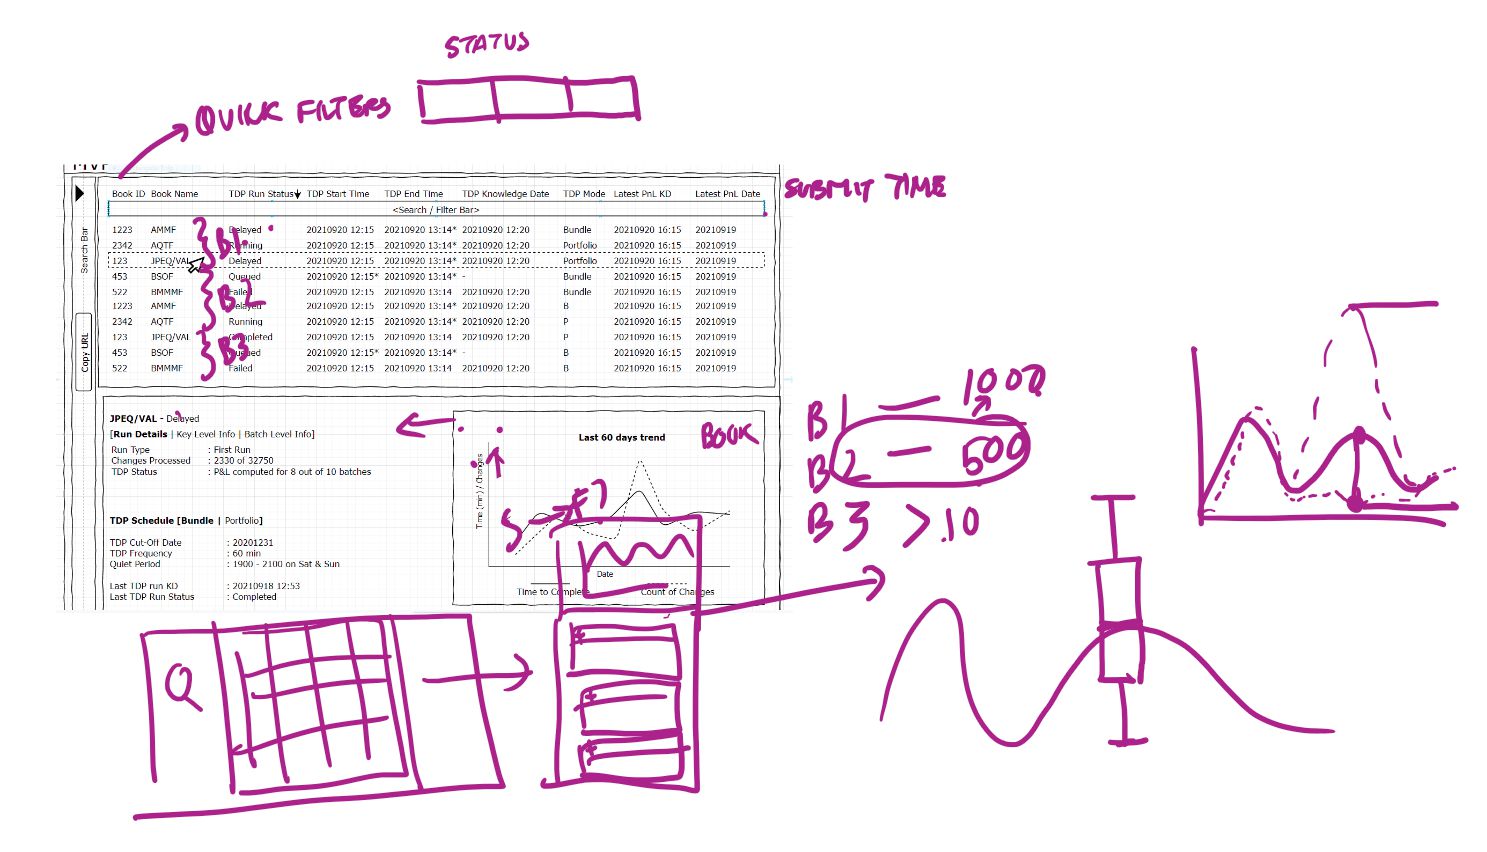 STATUS
QUICK FILTERS
SUBMIT TIME
Book ID Book Name TDP Run Status TDP Start Time TDP End Time TDP Knowledge Date TDP Mode Latest PnL KD Latest PnL Date
<Search / Filter Bar>
1223 AMMF Delayed 20210920 12:15 20210920 13:14* 20210920 12:20 Bundle 20210920 16:15 20210919
2342 AQTF Running 20210920 12:15 20210920 13:14* 20210920 12:20 Portfolio 20210920 16:15 20210919
123 JPEQ/VAL Delayed 20210920 12:15 20210920 13:14* 20210920 12:20 Portfolio 20210920 16:15 20210919
453 BSOF Queued 20210920 12:15* 20210920 13:14* - Bundle 20210920 16:15 20210919
522 BMMMF Failed 20210920 12:15 20210920 13:14 20210920 12:20 Bundle 20210920 16:15 20210919
1223 AMMF Delayed 20210920 12:15 20210920 13:14* 20210920 12:20 B 20210920 16:15 20210919
2342 AQTF Running 20210920 12:15 20210920 13:14* 20210920 12:20 P 20210920 16:15 20210919
123 JPEQ/VAL Completed 20210920 12:15 20210920 13:14 20210920 12:20 P 20210920 16:15 20210919
453 BSOF Queued 20210920 12:15* 20210920 13:14* - B 20210920 16:15 20210919
522 BMMMF Failed 20210920 12:15 20210920 13:14 20210920 12:20 B 20210920 16:15 20210919
B1
B2
B3
Search Bar
Copy URL
JPEQ/VAL - Delayed
[Run Details | Key Level Info | Batch Level Info]
Run Type : First Run
Changes Processed : 2330 of 32750
TDP Status : P&L computed for 8 out of 10 batches
TDP Schedule [Bundle | Portfolio]
TDP Cut-Off Date : 20201231
TDP Frequency : 60 min
Quiet Period : 1900 - 2100 on Sat & Sun
Last TDP run KD : 20210918 12:53
Last TDP Run Status : Completed
Last 60 days trend
BOOK
Time (min) / Changes
S
F
Date
Time to Complete Count of Changes
B1 1000
B2 500
B3 >10
Q